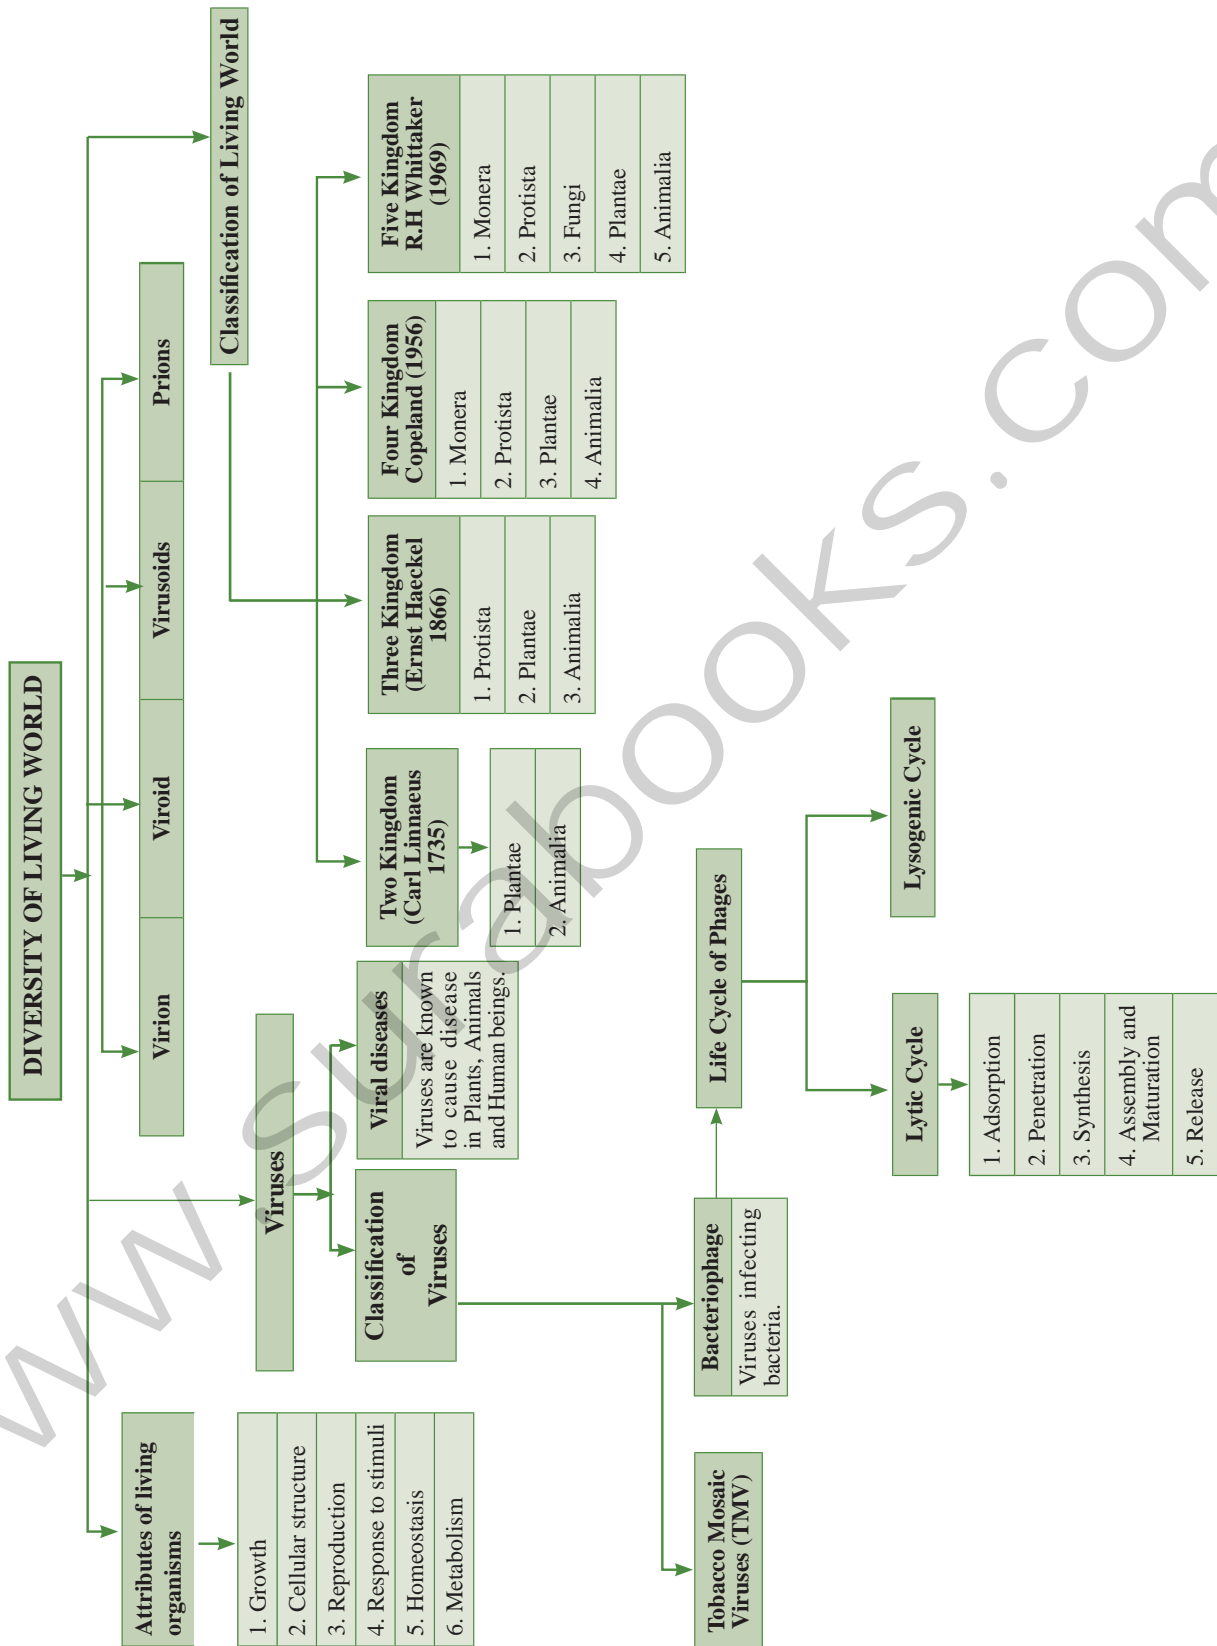 DIVERSITY OF LIVING WORLD
Attributes of living
organisms
1. Growth
2. Cellular structure
3. Reproduction
4. Response to stimuli
5. Homeostasis
6. Metabolism
Virion
Viroid
Virusoids
Prions
Viruses
Classification
of
Viruses
Viral diseases
Viruses are known
to cause disease
in Plants, Animals
and Human beings.
Classification of Living World
Two Kingdom
(Carl Linnaeus
1735)
1. Plantae
2. Animalia
Three Kingdom
(Ernst Haeckel
1866)
1. Protista
2. Plantae
3. Animalia
Four Kingdom
Copeland (1956)
1. Monera
2. Protista
3. Plantae
4. Animalia
Five Kingdom
R.H Whittaker
(1969)
1. Monera
2. Protista
3. Fungi
4. Plantae
5. Animalia
Tobacco Mosaic
Viruses (TMV)
Bacteriophage
Viruses infecting
bacteria.
Life Cycle of Phages
Lytic Cycle
1. Adsorption
2. Penetration
3. Synthesis
4. Assembly and
Maturation
5. Release
Lysogenic Cycle
www.surabooks.com